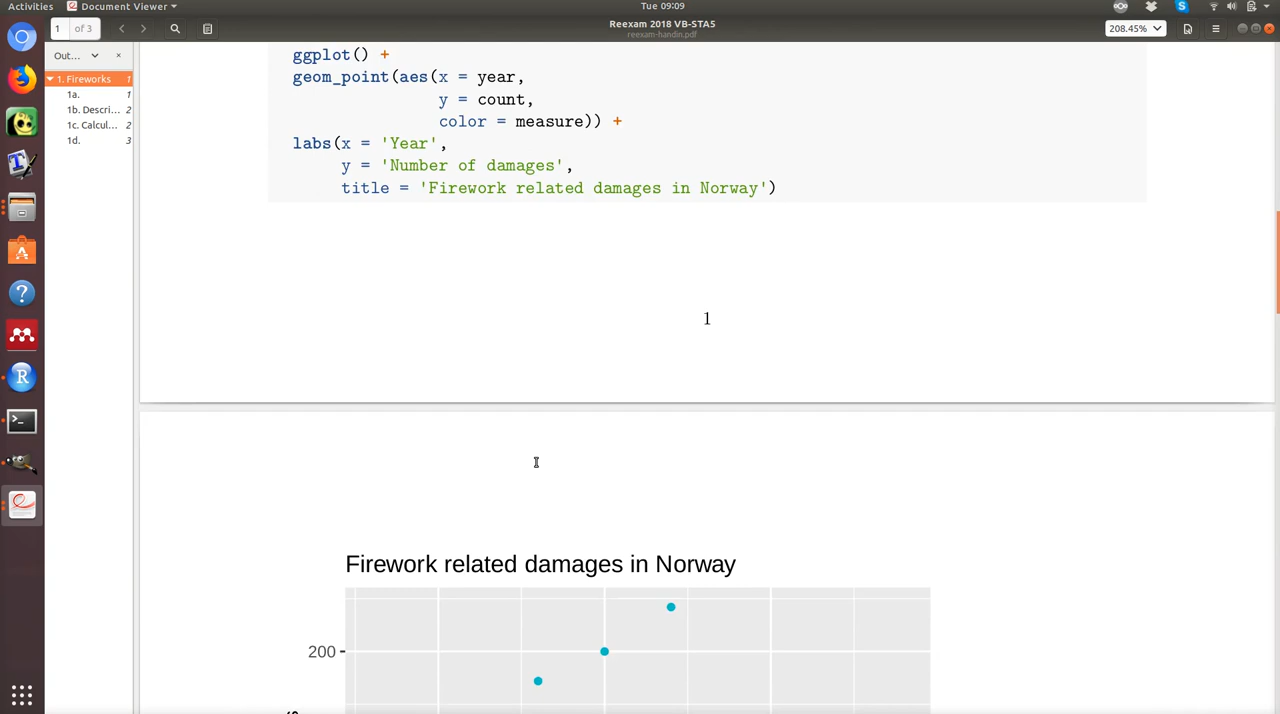 Activities
Document Viewer
Tue 09:09
1
of 3
Reexam 2018 VB-STA5
reexam-handin.pdf
208.45%
Out...
1. Fireworks 1
1a. 1
1b. Descri... 2
1c. Calcul... 2
1d. 3
ggplot() +
geom_point(aes(x = year,
y = count,
color = measure)) +
labs(x = 'Year',
y = 'Number of damages',
title = 'Firework related damages in Norway')
1
Firework related damages in Norway
200